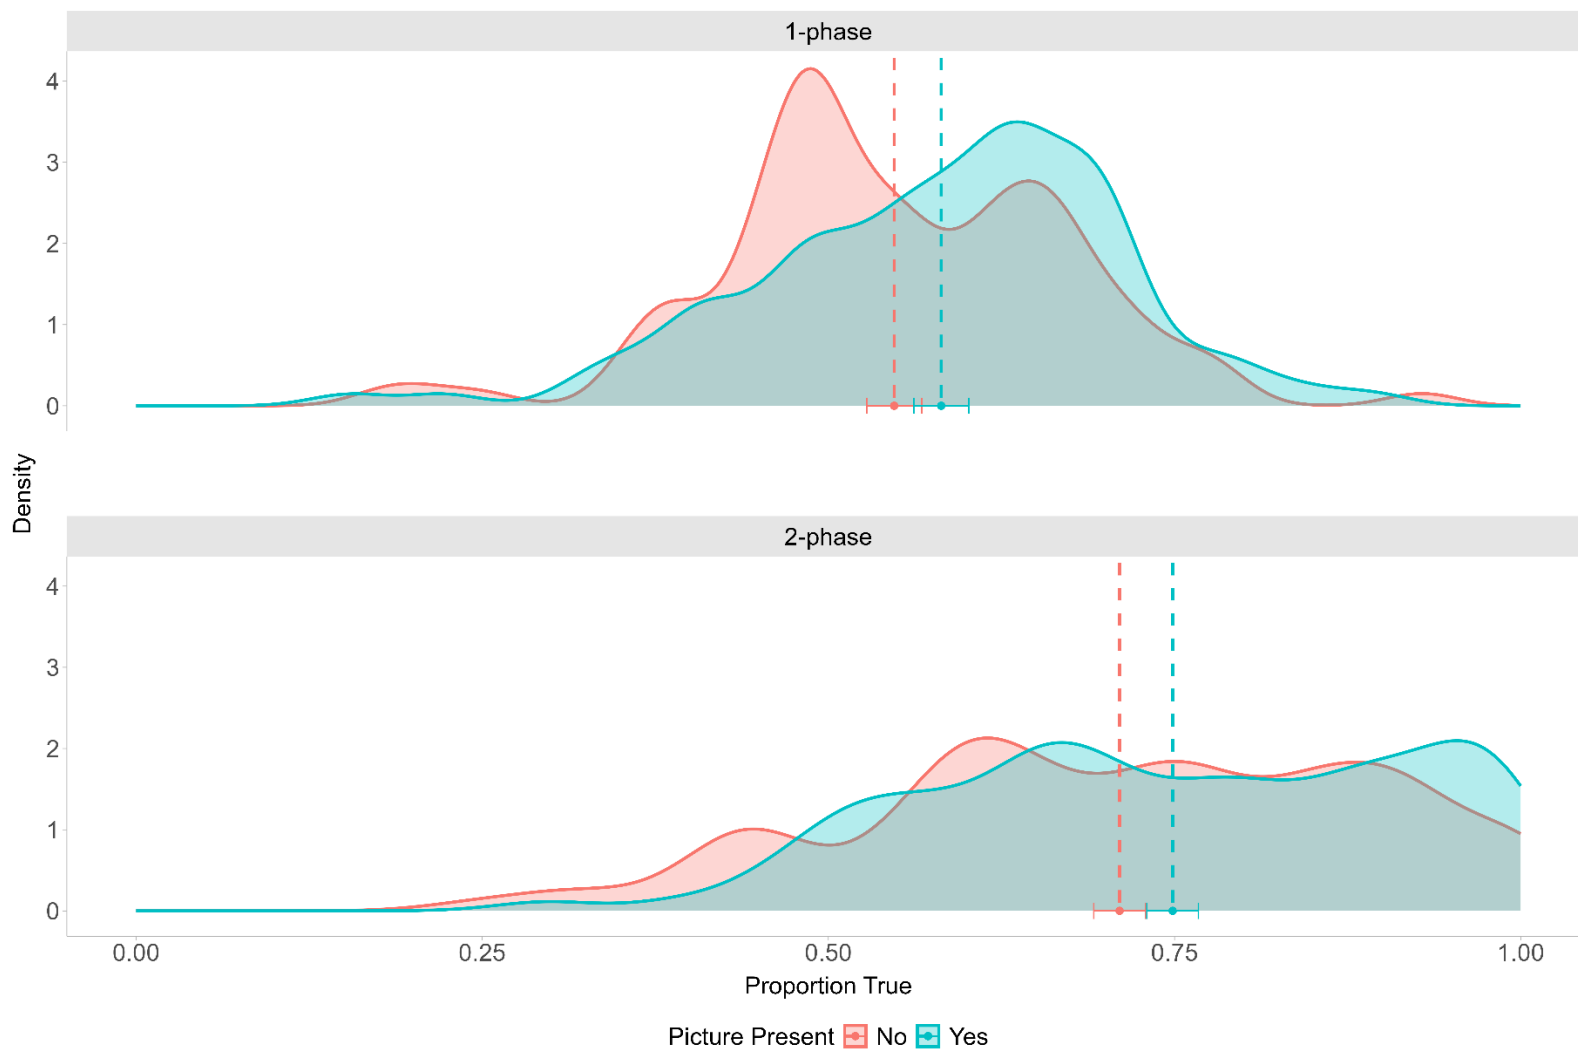 1-phase
4
3
2
1
0
Density
2-phase
4
3
2
1
0
0.00 0.25 0.50 0.75 1.00
Proportion True
Picture Present No Yes